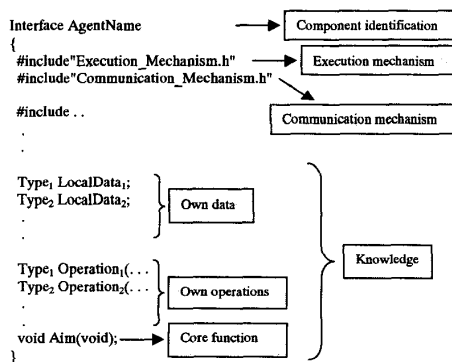 Interface AgentName
Component identification
{
#include"Execution_Mechanism.h"
Execution mechanism
#include"Communication_Mechanism.h"
#include . .
Communication mechanism
.
.
Type₁ LocalData₁;
Type₂ LocalData₂;
Own data
.
.
Knowledge
Type₁ Operation₁(. . .
Type₂ Operation₂(. . .
Own operations
.
.
void Aim(void);
Core function
}